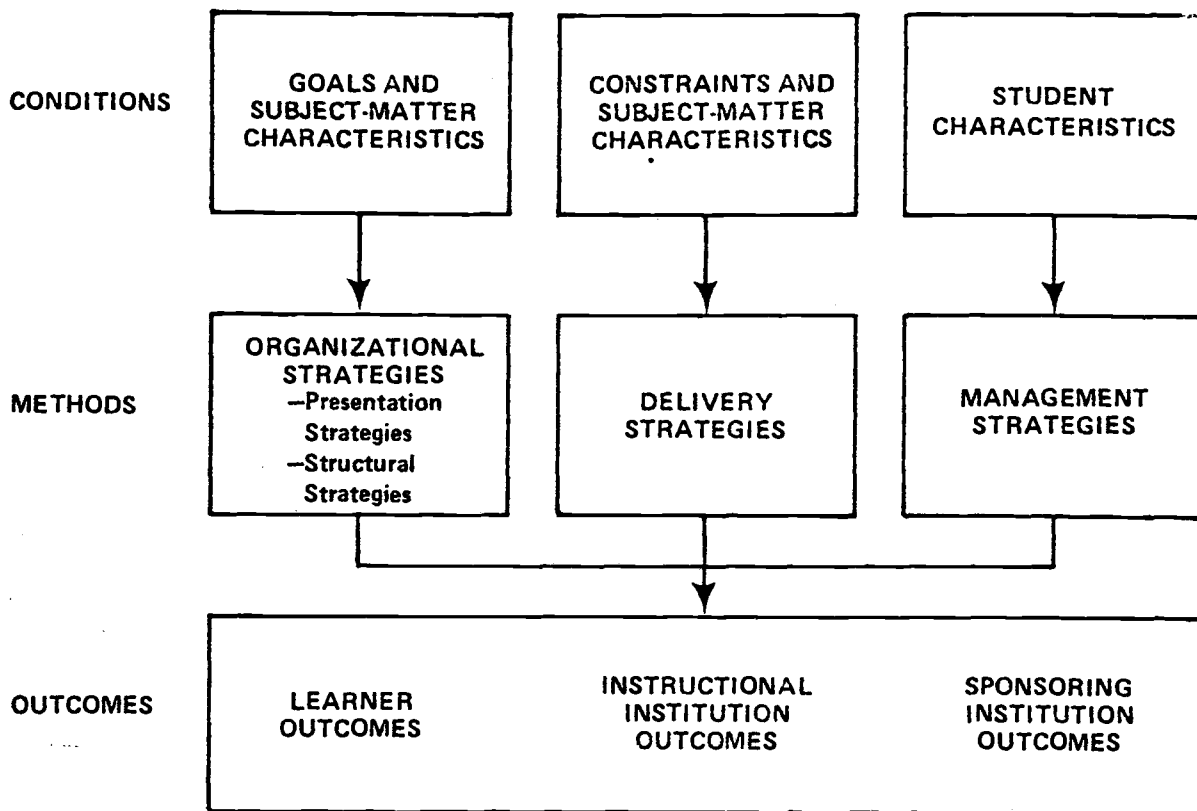 CONDITIONS
GOALS AND
SUBJECT-MATTER
CHARACTERISTICS
CONSTRAINTS AND
SUBJECT-MATTER
CHARACTERISTICS
STUDENT
CHARACTERISTICS
METHODS
ORGANIZATIONAL
STRATEGIES
—Presentation
Strategies
—Structural
Strategies
DELIVERY
STRATEGIES
MANAGEMENT
STRATEGIES
OUTCOMES
LEARNER
OUTCOMES
INSTRUCTIONAL
INSTITUTION
OUTCOMES
SPONSORING
INSTITUTION
OUTCOMES